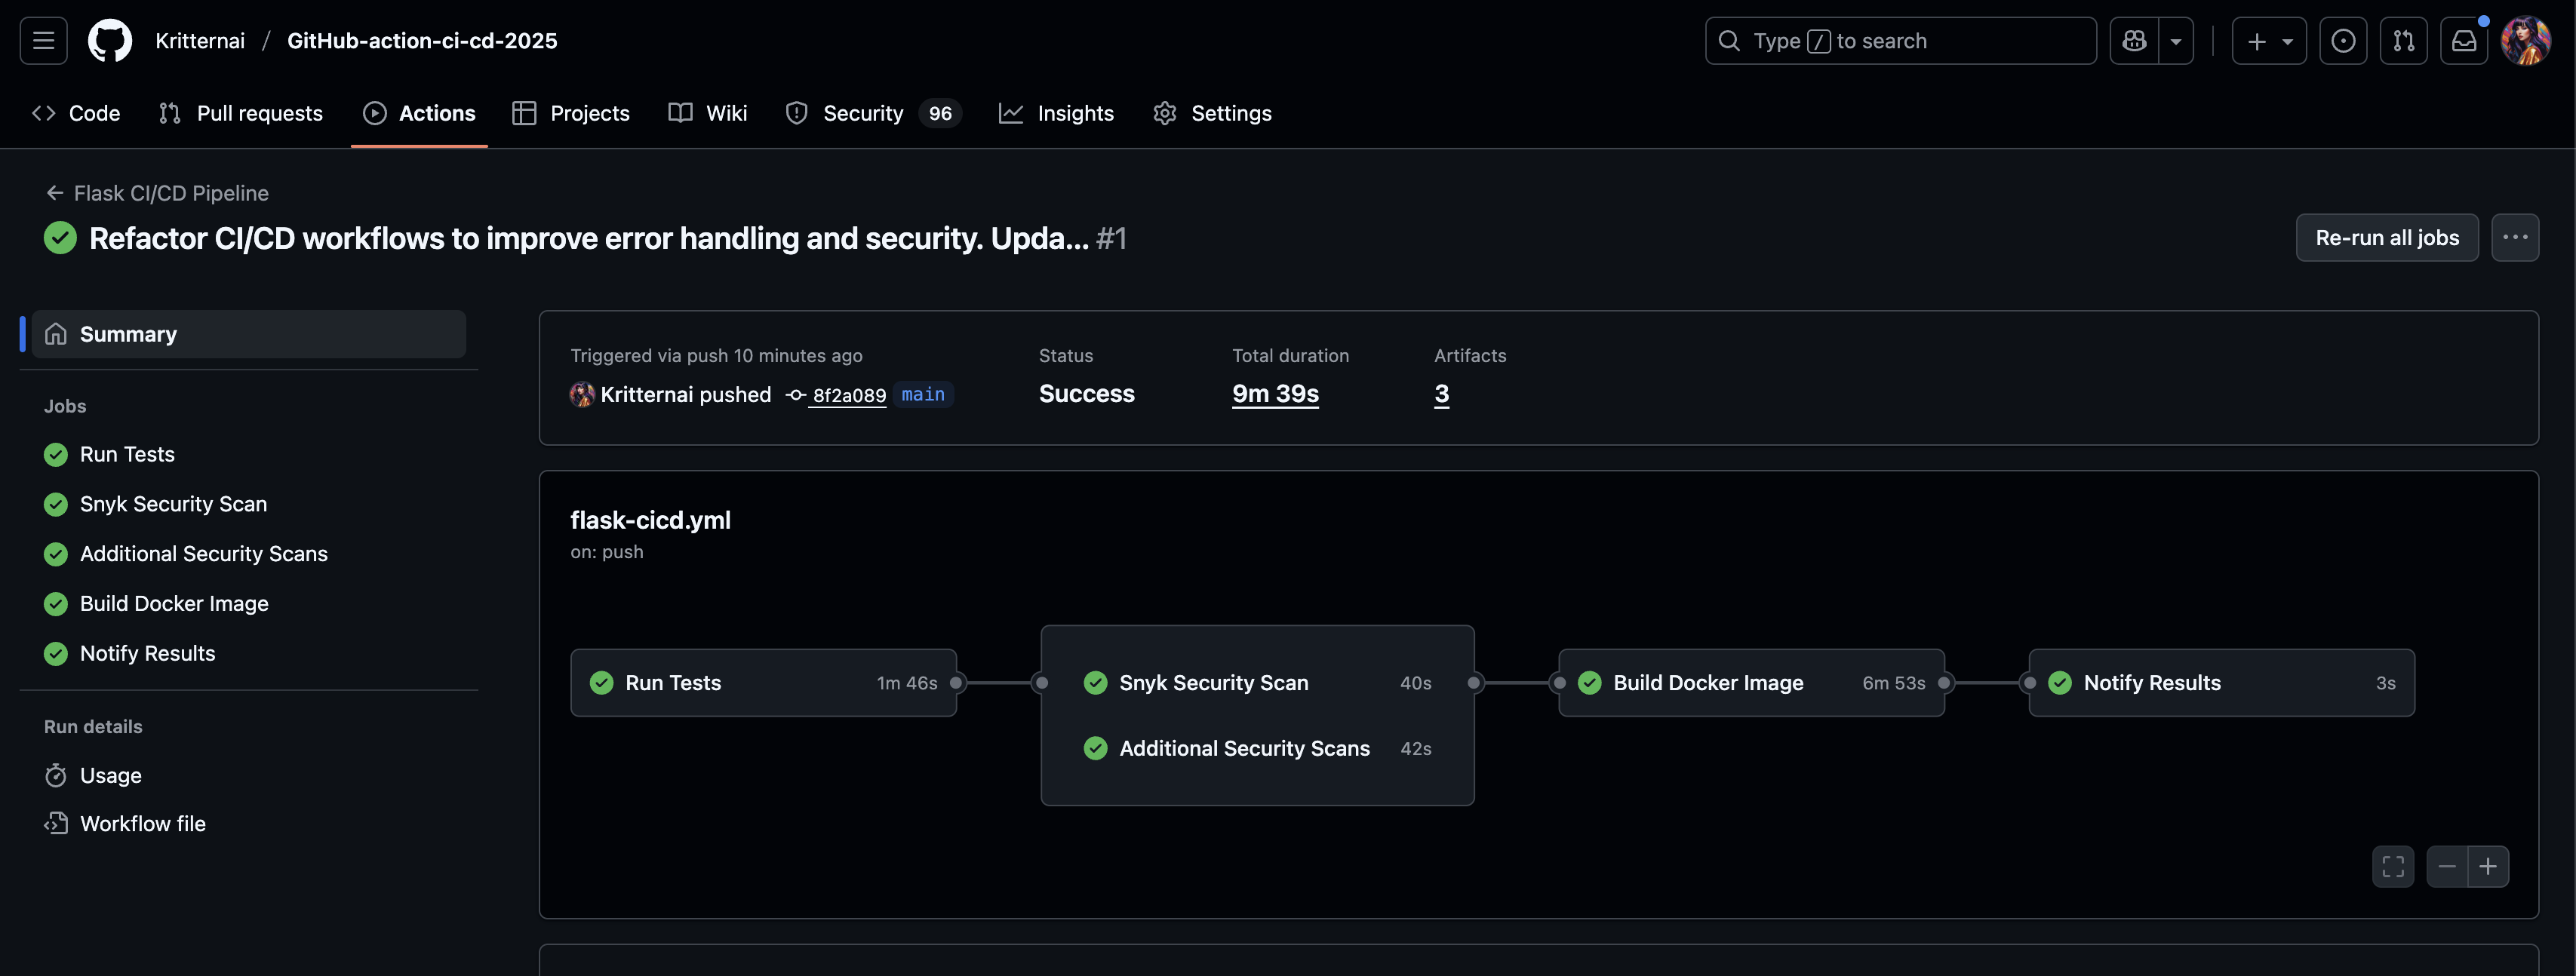 Kritternai / GitHub-action-ci-cd-2025
Type / to search
Code
Pull requests
Actions
Projects
Wiki
Security 96
Insights
Settings
Flask CI/CD Pipeline
Refactor CI/CD workflows to improve error handling and security. Upda... #1
Re-run all jobs
Summary
Jobs
Run Tests
Snyk Security Scan
Additional Security Scans
Build Docker Image
Notify Results
Run details
Usage
Workflow file
Triggered via push 10 minutes ago
Kritternai pushed 8f2a089 main
Status
Success
Total duration
9m 39s
Artifacts
3
flask-cicd.yml
on: push
Run Tests 1m 46s
Snyk Security Scan 40s
Additional Security Scans 42s
Build Docker Image 6m 53s
Notify Results 3s